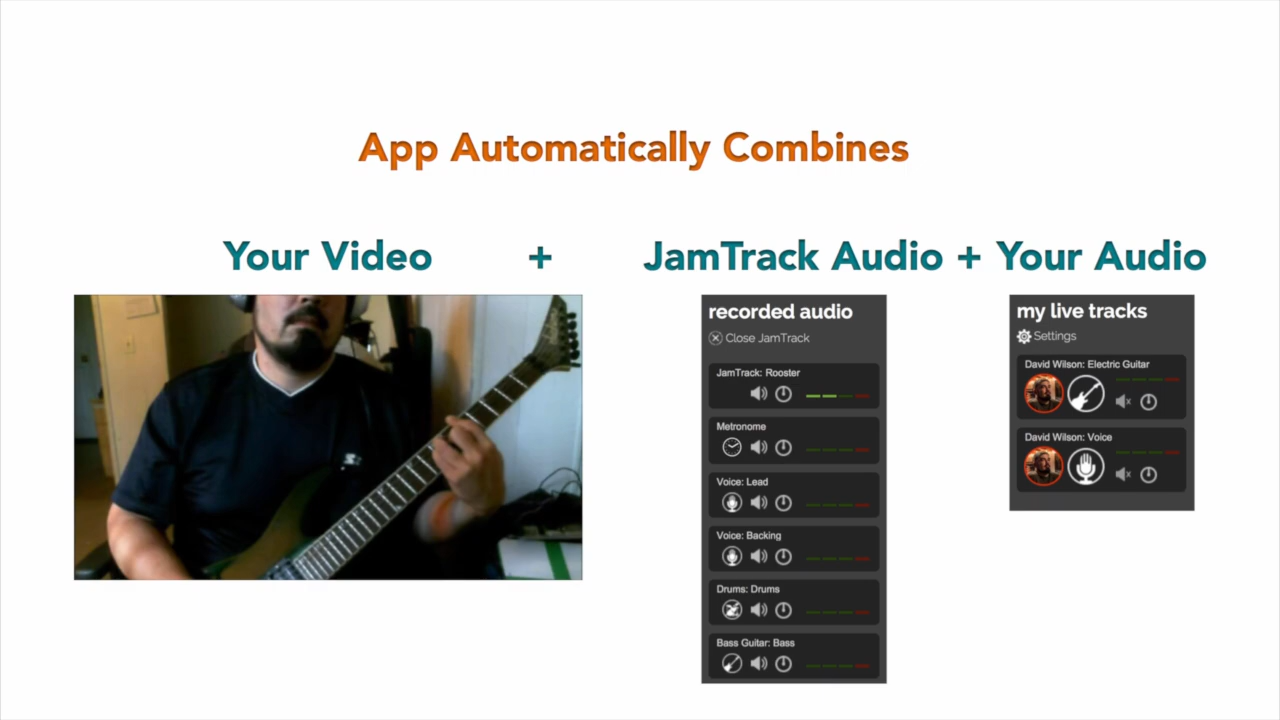 App Automatically Combines
Your Video + JamTrack Audio + Your Audio
recorded audio
Close JamTrack
JamTrack: Rooster
Metronome
Voice: Lead
Voice: Backing
Drums: Drums
Bass Guitar: Bass
my live tracks
Settings
David Wilson: Electric Guitar
David Wilson: Voice